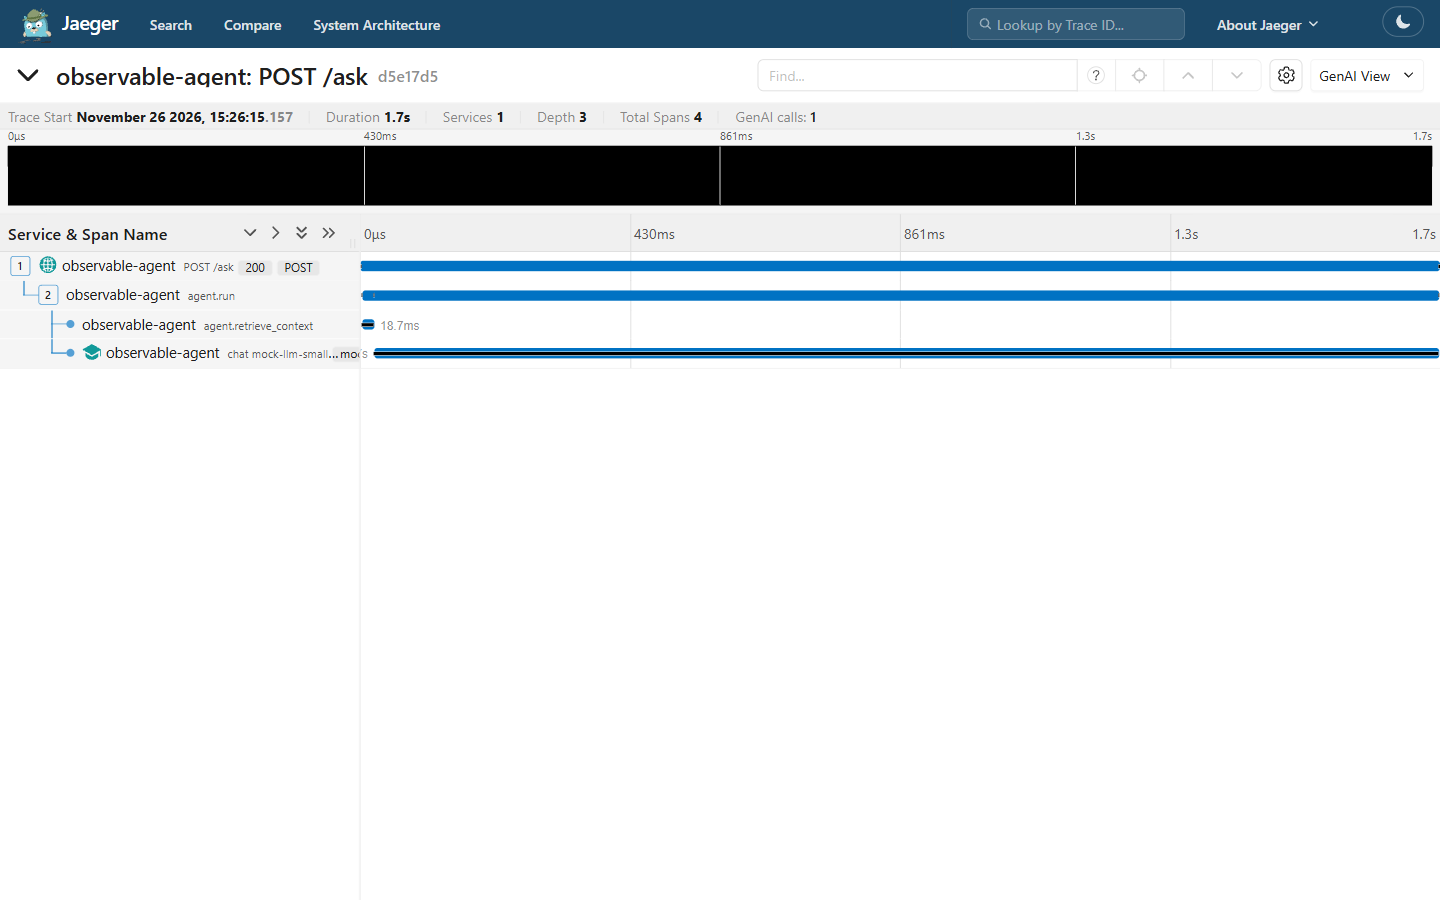 Jaeger Search Compare System Architecture Lookup by Trace ID... About Jaeger
observable-agent: POST /ask d5e17d5 Find... ? GenAI View
Trace Start November 26 2026, 15:26:15.157 Duration 1.7s Services 1 Depth 3 Total Spans 4 GenAI calls: 1
0μs 430ms 861ms 1.3s 1.7s
Service & Span Name 0μs 430ms 861ms 1.3s 1.7s
1 observable-agent POST /ask 200 POST
2 observable-agent agent.run
observable-agent agent.retrieve_context 18.7ms
observable-agent chat mock-llm-small...